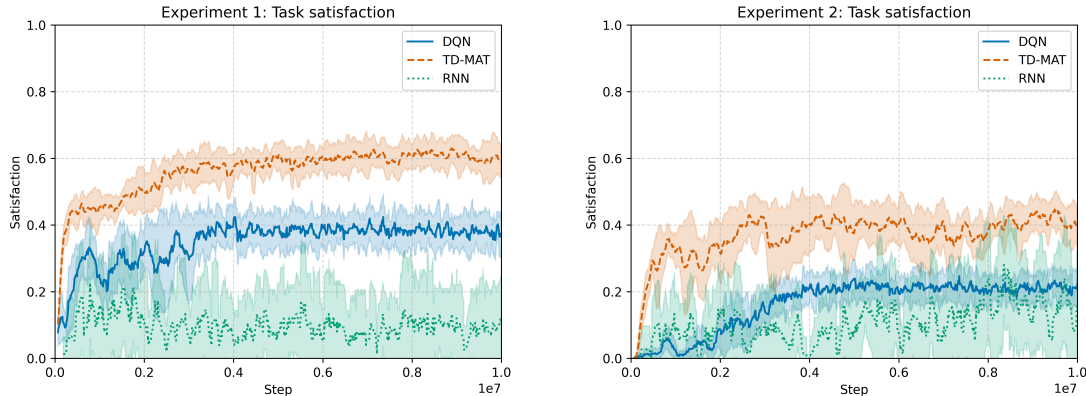 Experiment 1: Task satisfaction
1.0
0.8
0.6
0.4
0.2
0.0
Satisfaction
DQN
TD-MAT
RNN
0.0 0.2 0.4 0.6 0.8 1.0
Step
1e7
Experiment 2: Task satisfaction
1.0
0.8
0.6
0.4
0.2
0.0
Satisfaction
DQN
TD-MAT
RNN
0.0 0.2 0.4 0.6 0.8 1.0
Step
1e7